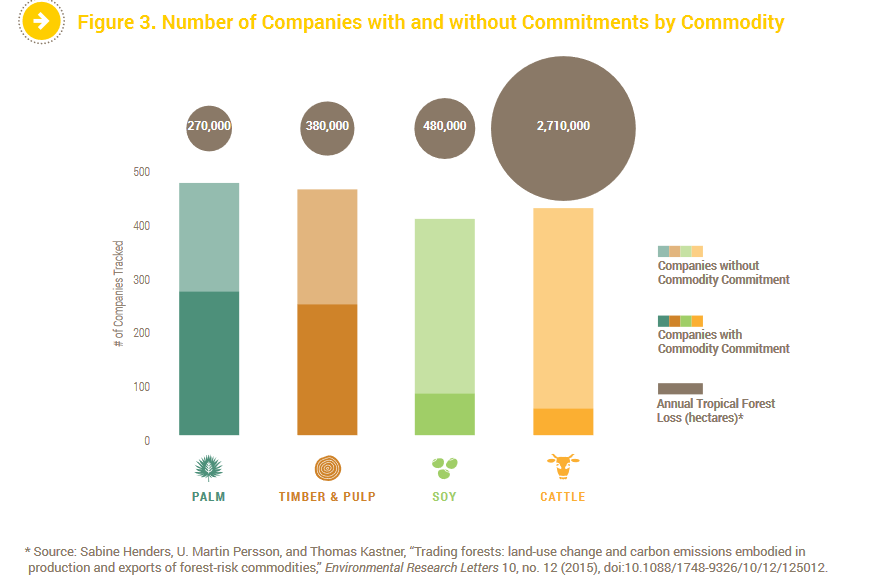 Figure 3. Number of Companies with and without Commitments by Commodity
270,000
380,000
480,000
2,710,000
500
400
300
200
100
0
# of Companies Tracked
Companies without
Commodity Commitment
Companies with
Commodity Commitment
Annual Tropical Forest
Loss (hectares)*
PALM
TIMBER & PULP
SOY
CATTLE
* Source: Sabine Henders, U. Martin Persson, and Thomas Kastner, “Trading forests: land-use change and carbon emissions embodied in
production and exports of forest-risk commodities,” Environmental Research Letters 10, no. 12 (2015), doi:10.1088/1748-9326/10/12/125012.